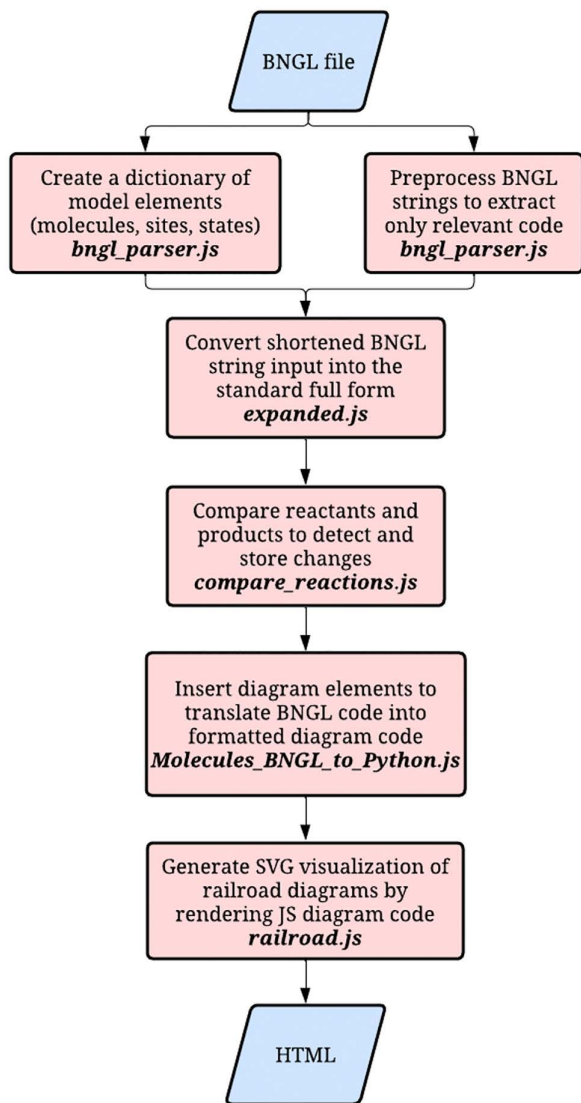 BNGL file
Create a dictionary of
model elements
(molecules, sites, states)
bngl_parser.js
Preprocess BNGL
strings to extract
only relevant code
bngl_parser.js
Convert shortened BNGL
string input into the
standard full form
expanded.js
Compare reactants and
products to detect and
store changes
compare_reactions.js
Insert diagram elements to
translate BNGL code into
formatted diagram code
Molecules_BNGL_to_Python.js
Generate SVG visualization of
railroad diagrams by
rendering JS diagram code
railroad.js
HTML